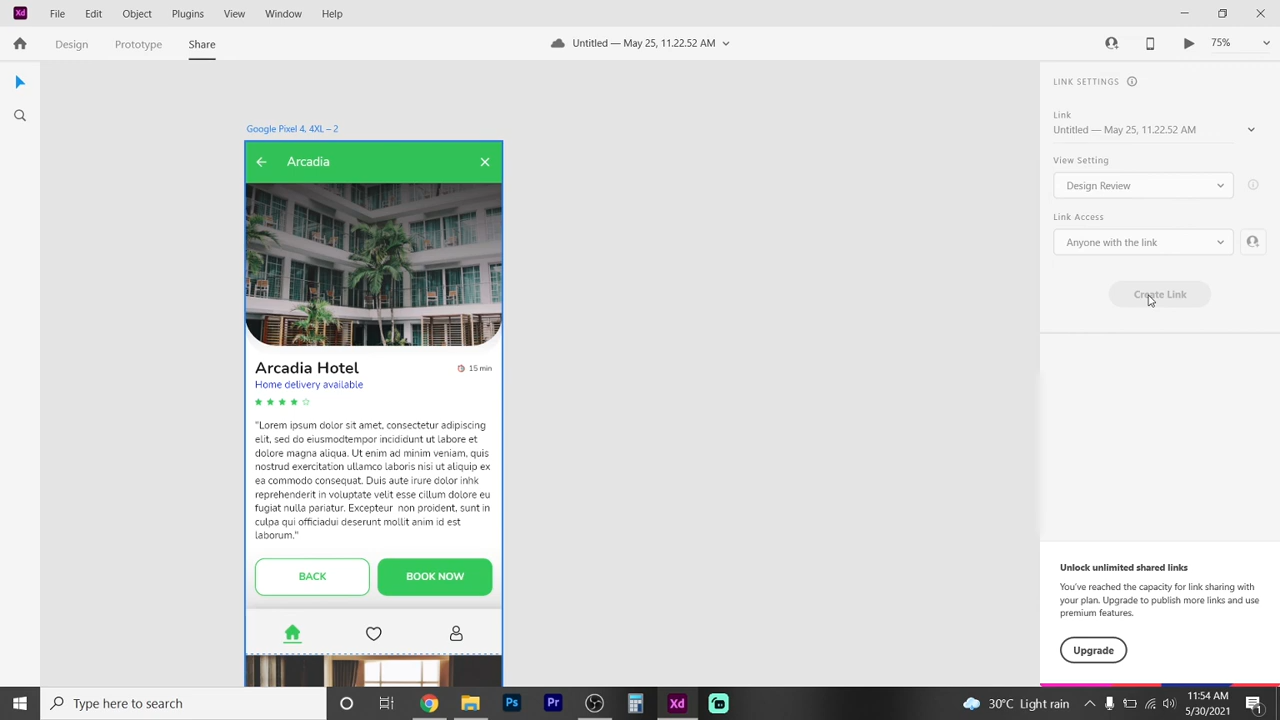 Xd File Edit Object Plugins View Window Help
Design Prototype Share Untitled — May 25, 11.22.52 AM 75%
LINK SETTINGS
Link
Untitled — May 25, 11.22.52 AM
View Setting
Design Review
Link Access
Anyone with the link
Create Link
Google Pixel 4, 4XL – 2
Arcadia
Arcadia Hotel
15 min
Home delivery available
"Lorem ipsum dolor sit amet, consectetur adipiscing
elit, sed do eiusmodtempor incididunt ut labore et
dolore magna aliqua. Ut enim ad minim veniam, quis
nostrud exercitation ullamco laboris nisi ut aliquip ex
ea commodo consequat. Duis aute irure dolor inhk
reprehenderit in voluptate velit esse cillum dolore eu
fugiat nulla pariatur. Excepteur  non proident, sunt in
culpa qui officiadui deserunt mollit anim id est
laborum."
BACK BOOK NOW
Unlock unlimited shared links
You've reached the capacity for link sharing with
your plan. Upgrade to publish more links and use
premium features.
Upgrade
Type here to search
Ps Pr Xd
30°C Light rain
11:54 AM
5/30/2021
1